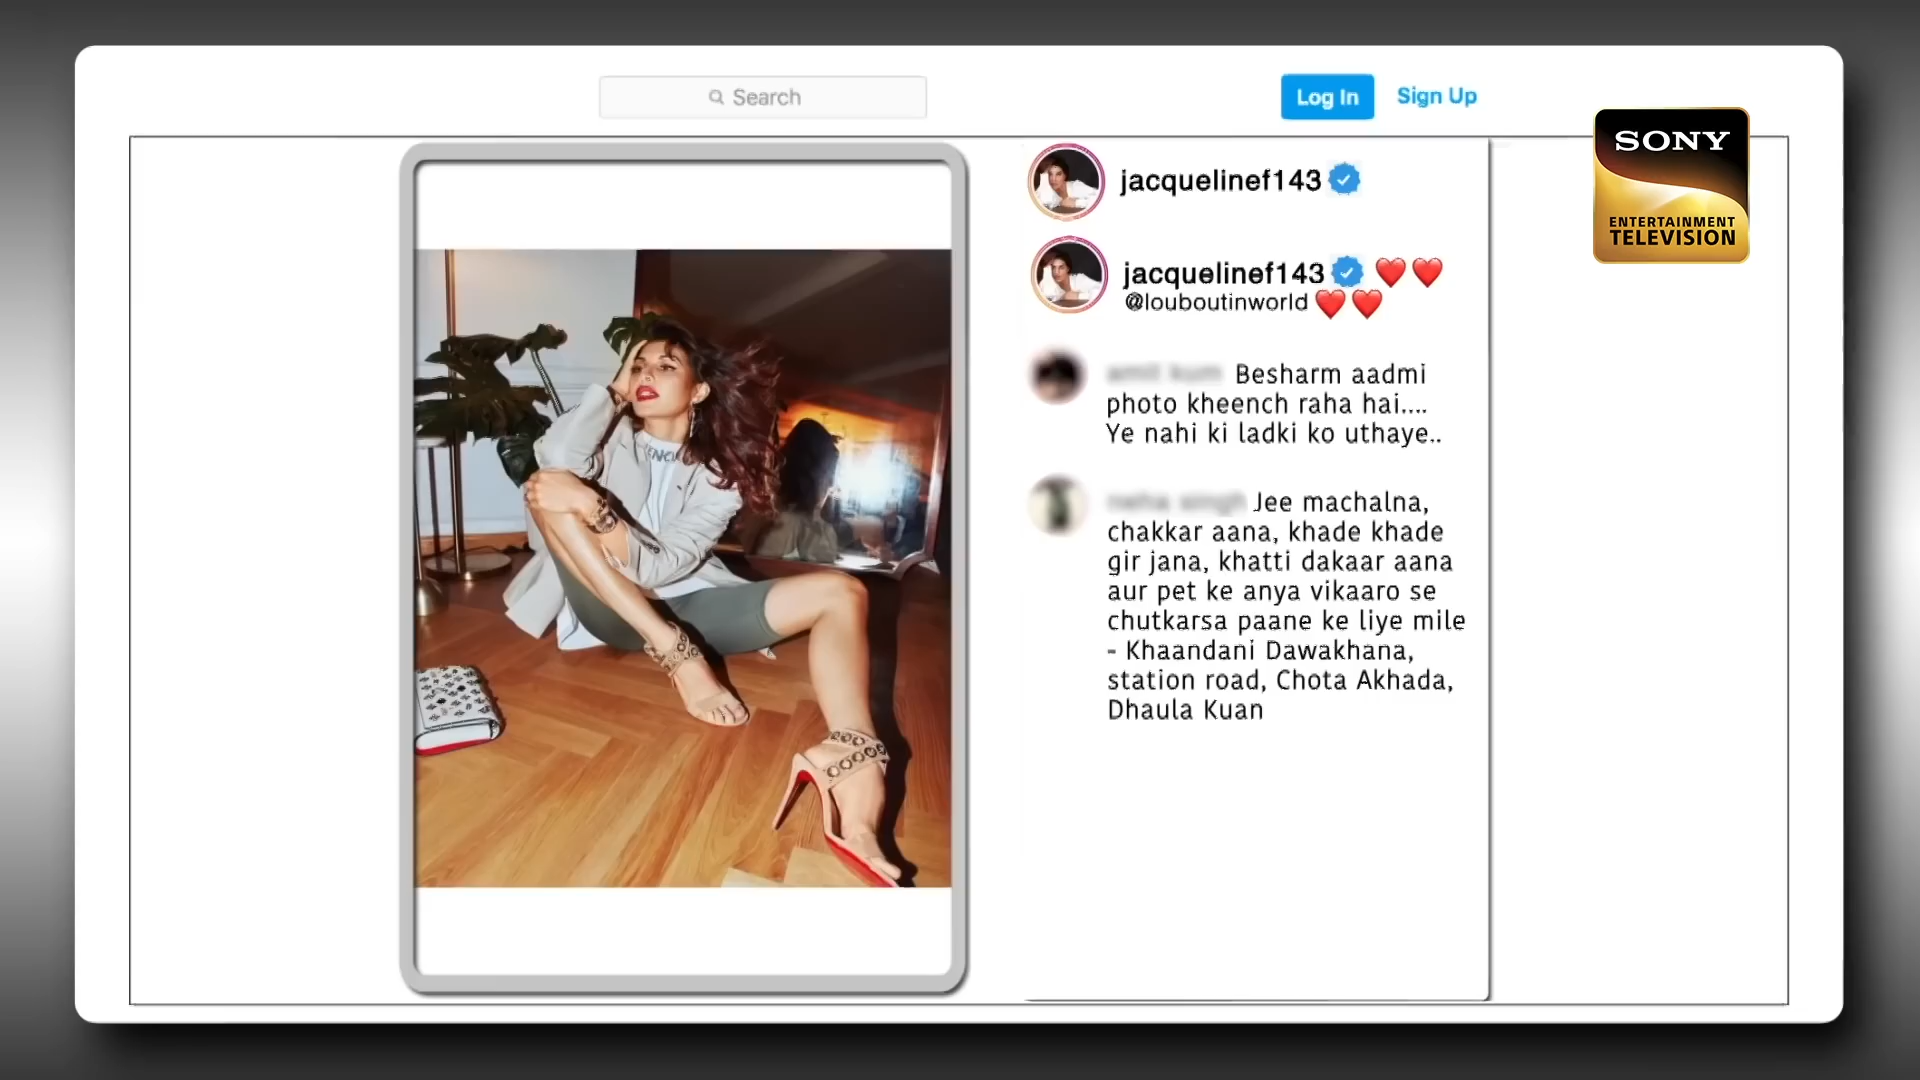 Search
Log In
Sign Up
SONY
ENTERTAINMENT
TELEVISION
jacquelinef143
jacquelinef143 ❤️❤️
@louboutinworld ❤️❤️
Besharm aadmi
photo kheench raha hai....
Ye nahi ki ladki ko uthaye..
Jee machalna,
chakkar aana, khade khade
gir jana, khatti dakaar aana
aur pet ke anya vikaaro se
chutkarsa paane ke liye mile
- Khaandani Dawakhana,
station road, Chota Akhada,
Dhaula Kuan